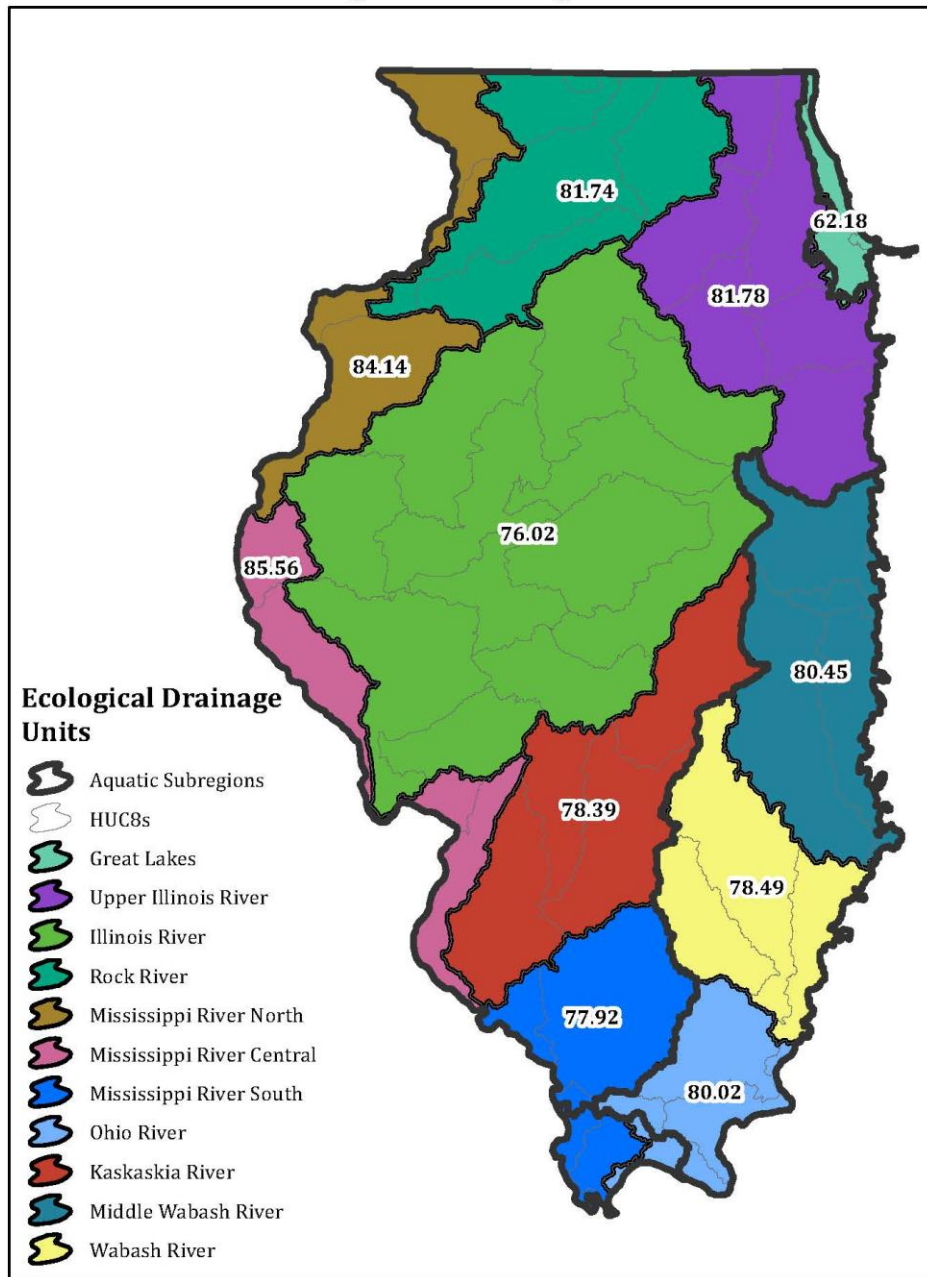 81.74
62.18
81.78
84.14
76.02
85.56
80.45
78.39
78.49
77.92
80.02
Ecological Drainage
Units
Aquatic Subregions
HUC8s
Great Lakes
Upper Illinois River
Illinois River
Rock River
Mississippi River North
Mississippi River Central
Mississippi River South
Ohio River
Kaskaskia River
Middle Wabash River
Wabash River